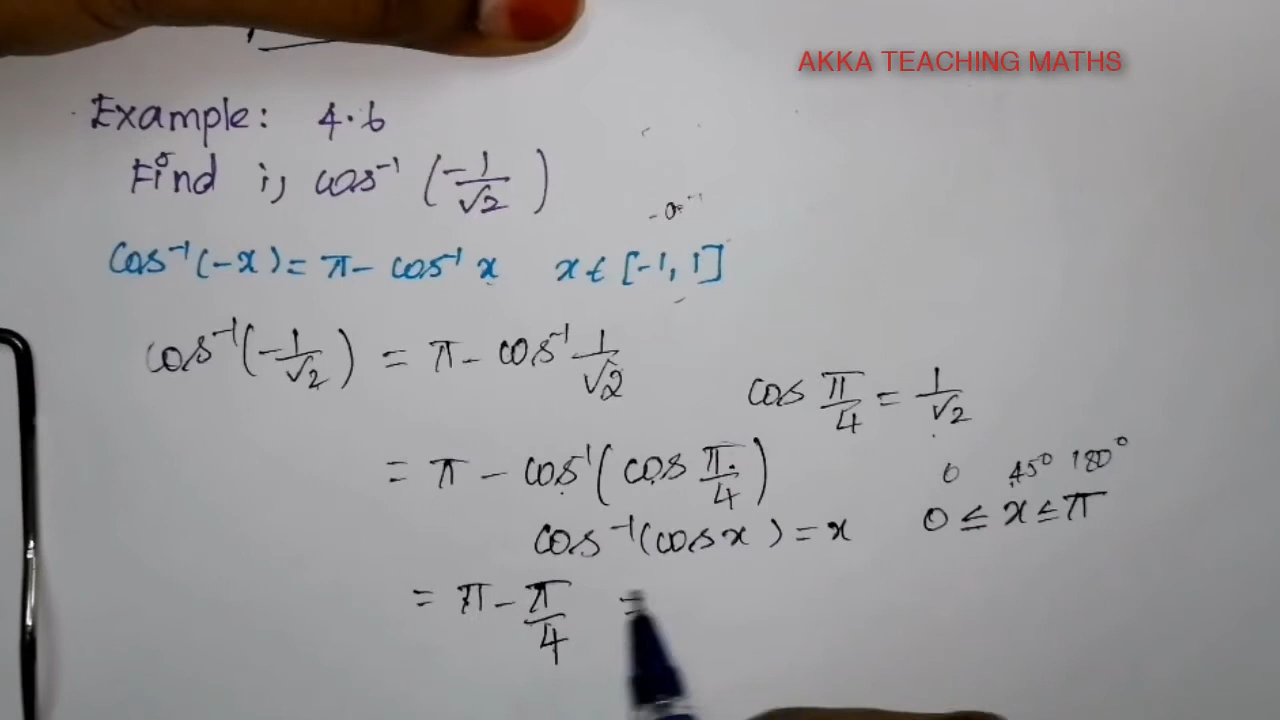 AKKA TEACHING MATHS
Example: 4.6
Find i, cos⁻¹ (-1/√2)
cos⁻¹(-x) = π - cos⁻¹ x x ∈ [-1, 1]
cos⁻¹(-1/√2) = π - cos⁻¹ 1/√2
cos π/4 = 1/√2
= π - cos⁻¹(cos π/4)
0 45° 180°
cos⁻¹(cos x) = x 0 ≤ x ≤ π
= π - π/4 =